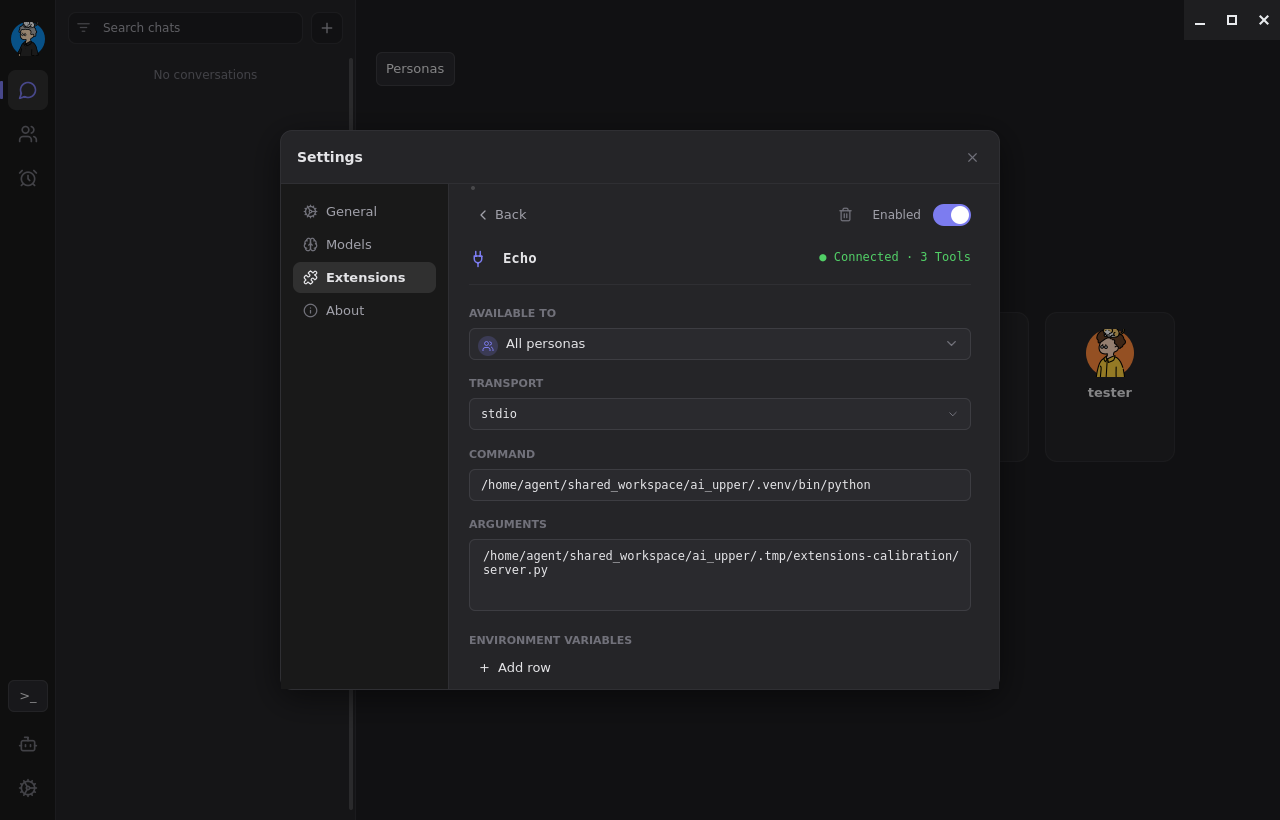 Search chats
No conversations
Personas
Settings
General
Models
Extensions
About
Back
Enabled
Echo
Connected · 3 Tools
AVAILABLE TO
All personas
TRANSPORT
stdio
COMMAND
/home/agent/shared_workspace/ai_upper/.venv/bin/python
ARGUMENTS
/home/agent/shared_workspace/ai_upper/.tmp/extensions-calibration/
server.py
ENVIRONMENT VARIABLES
+ Add row
tester
>_